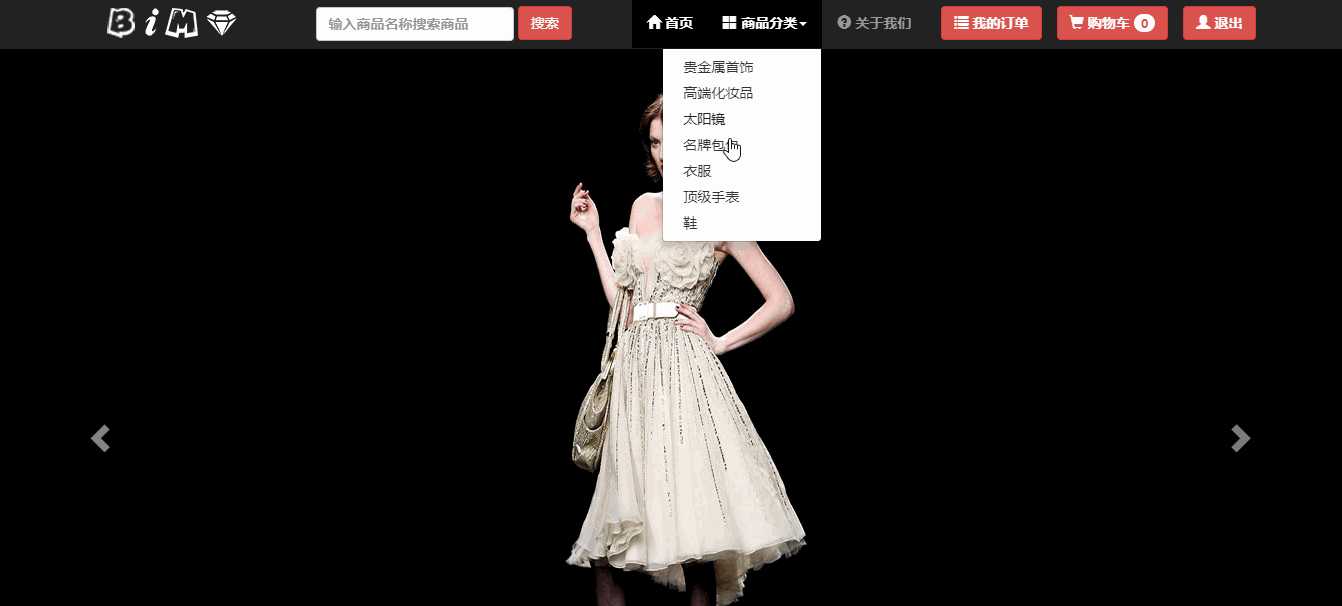 BiM
输入商品名称搜索商品
搜索
首页
商品分类
关于我们
我的订单
购物车 0
退出
贵金属首饰
高端化妆品
太阳镜
名牌包
衣服
顶级手表
鞋